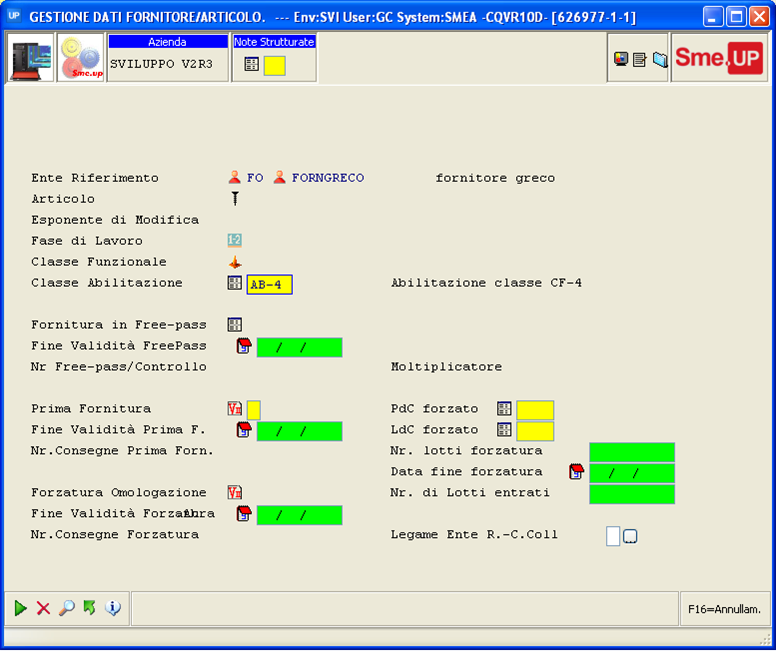 UP GESTIONE DATI FORNITORE/ARTICOLO. --- Env:SVI User:GC System:SMEA -CQVR10D- [626977-1-1]
Azienda
Note Strutturate
UP
Sme.up
SVILUPPO V2R3
Sme.UP
Ente Riferimento FO FORNGRECO fornitore greco
Articolo
Esponente di Modifica
Fase di Lavoro
Classe Funzionale
Classe Abilitazione AB-4 Abilitazione classe CF-4
Fornitura in Free-pass
Fine Validità FreePass / /
Nr Free-pass/Controllo Moltiplicatore
Prima Fornitura PdC forzato
Fine Validità Prima F. / / LdC forzato
Nr.Consegne Prima Forn. Nr. lotti forzatura
Data fine forzatura / /
Forzatura Omologazione Nr. di Lotti entrati
Fine Validità Forzatura / /
Nr.Consegne Forzatura Legame Ente R.-C.Coll
F16=Annullam.